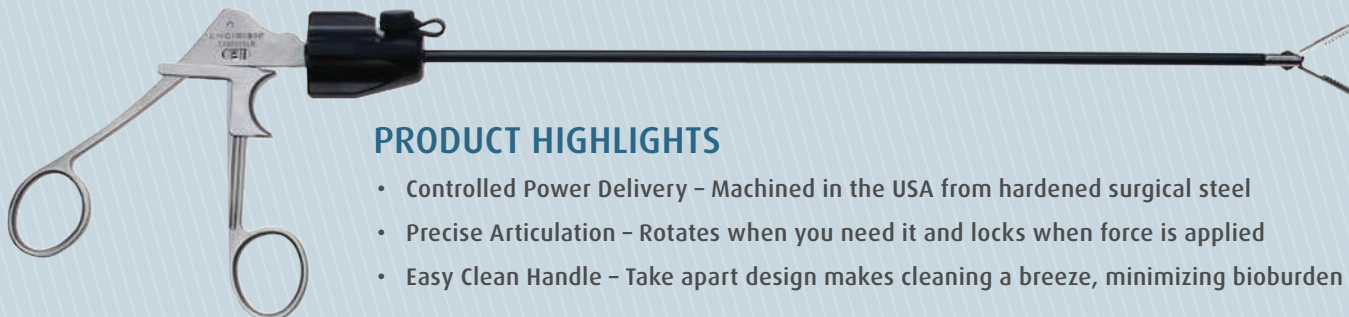 ENCISION
PRODUCT HIGHLIGHTS
• Controlled Power Delivery – Machined in the USA from hardened surgical steel
• Precise Articulation – Rotates when you need it and locks when force is applied
• Easy Clean Handle – Take apart design makes cleaning a breeze, minimizing bioburden